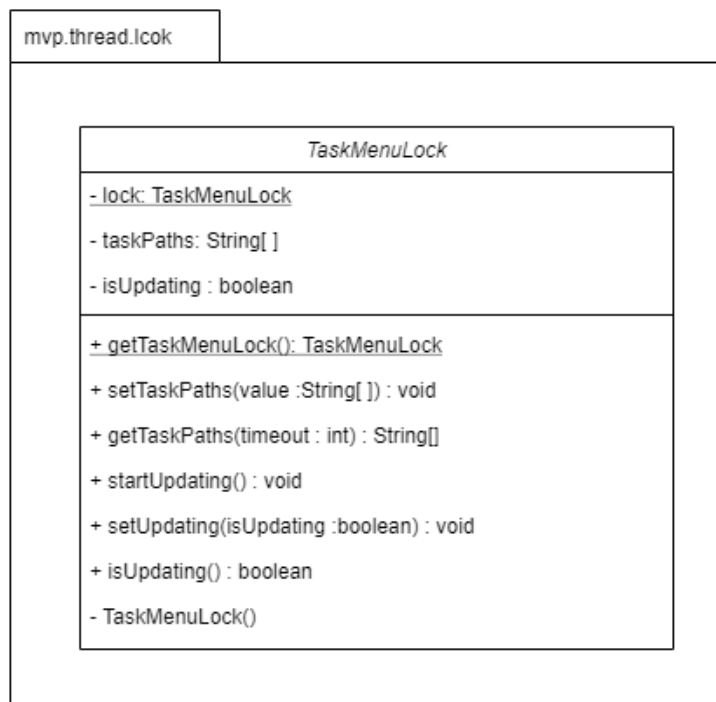 mvp.thread.lcok
TaskMenuLock
- lock: TaskMenuLock
- taskPaths: String[ ]
- isUpdating : boolean
+ getTaskMenuLock(): TaskMenuLock
+ setTaskPaths(value :String[ ]) : void
+ getTaskPaths(timeout : int) : String[]
+ startUpdating() : void
+ setUpdating(isUpdating :boolean) : void
+ isUpdating() : boolean
- TaskMenuLock()